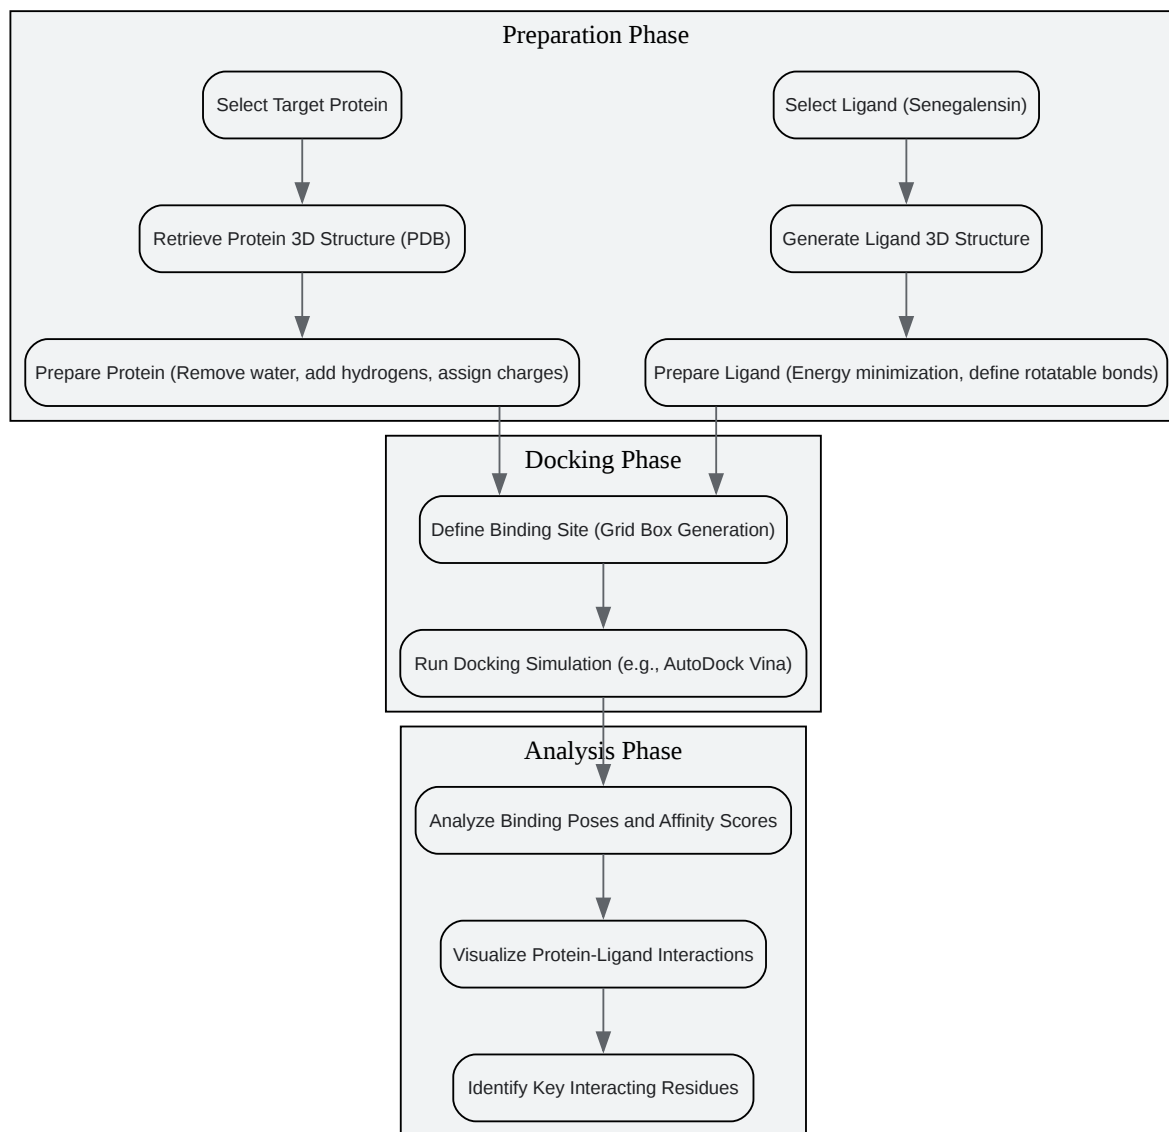 Preparation Phase
Select Target Protein
Select Ligand (Senegalensin)
Retrieve Protein 3D Structure (PDB)
Generate Ligand 3D Structure
Prepare Protein (Remove water, add hydrogens, assign charges)
Prepare Ligand (Energy minimization, define rotatable bonds)
Docking Phase
Define Binding Site (Grid Box Generation)
Run Docking Simulation (e.g., AutoDock Vina)
Analysis Phase
Analyze Binding Poses and Affinity Scores
Visualize Protein-Ligand Interactions
Identify Key Interacting Residues